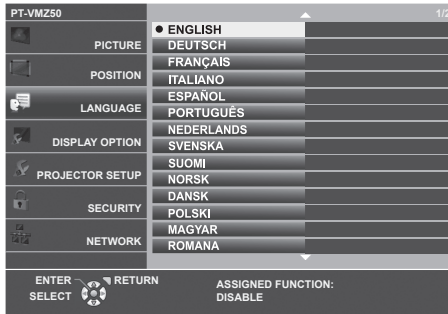 PT-VMZ50 1/2
PICTURE
POSITION
LANGUAGE
DISPLAY OPTION
PROJECTOR SETUP
SECURITY
NETWORK
ENGLISH
DEUTSCH
FRANÇAIS
ITALIANO
ESPAÑOL
PORTUGUÊS
NEDERLANDS
SVENSKA
SUOMI
NORSK
DANSK
POLSKI
MAGYAR
ROMANA
ENTER RETURN
SELECT
ASSIGNED FUNCTION:
DISABLE